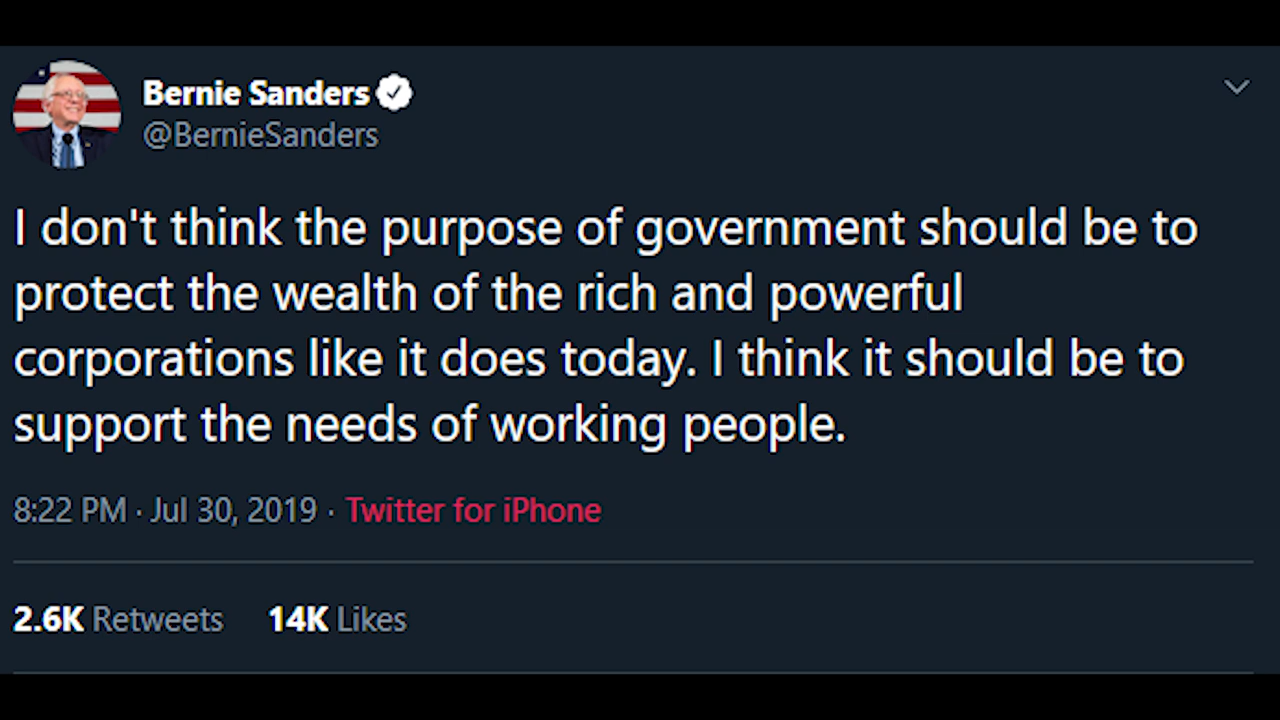 Bernie Sanders
@BernieSanders
I don't think the purpose of government should be to
protect the wealth of the rich and powerful
corporations like it does today. I think it should be to
support the needs of working people.
8:22 PM · Jul 30, 2019 · Twitter for iPhone
2.6K Retweets 14K Likes